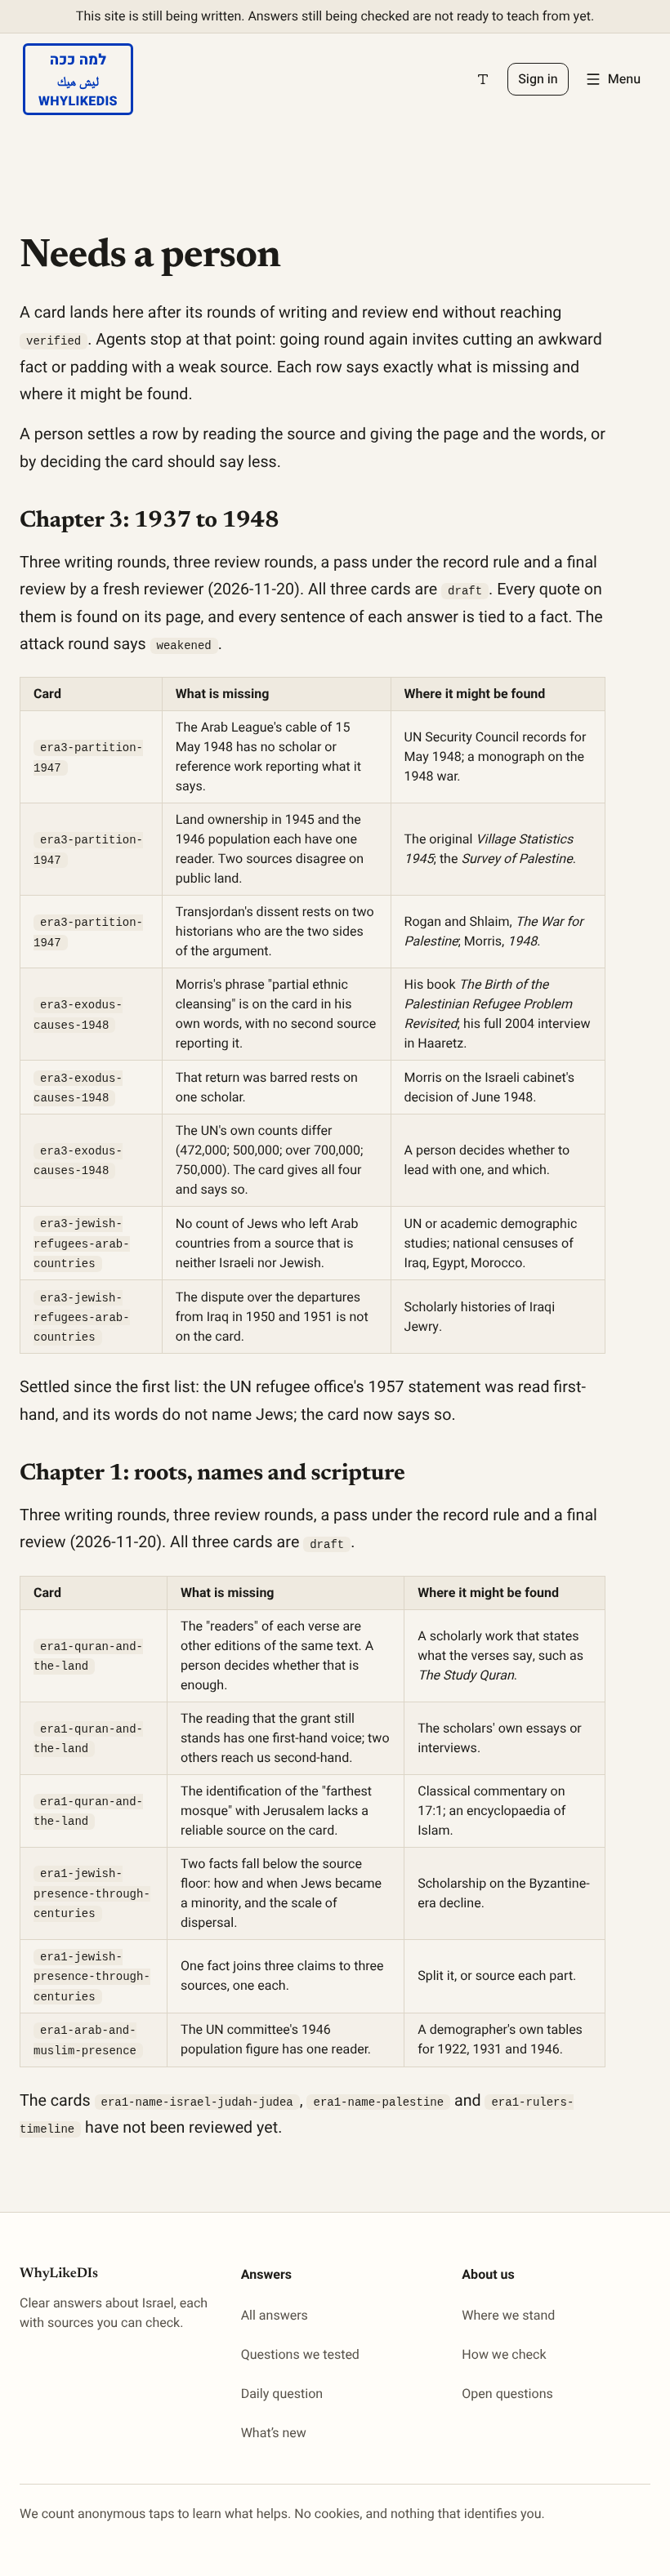 This site is still being written. Answers still being checked are not ready to teach from yet.
למה ככה
ليش هيك
WHYLIKEDIS
T
Sign in
Menu
Needs a person
A card lands here after its rounds of writing and review end without reaching
verified. Agents stop at that point: going round again invites cutting an awkward
fact or padding with a weak source. Each row says exactly what is missing and
where it might be found.
A person settles a row by reading the source and giving the page and the words, or
by deciding the card should say less.
Chapter 3: 1937 to 1948
Three writing rounds, three review rounds, a pass under the record rule and a final
review by a fresh reviewer (2026-11-20). All three cards are draft. Every quote on
them is found on its page, and every sentence of each answer is tied to a fact. The
attack round says weakened.
Card
What is missing
Where it might be found
era3-partition-
1947
The Arab League's cable of 15
May 1948 has no scholar or
reference work reporting what it
says.
UN Security Council records for
May 1948; a monograph on the
1948 war.
era3-partition-
1947
Land ownership in 1945 and the
1946 population each have one
reader. Two sources disagree on
public land.
The original Village Statistics
1945; the Survey of Palestine.
era3-partition-
1947
Transjordan's dissent rests on two
historians who are the two sides
of the argument.
Rogan and Shlaim, The War for
Palestine; Morris, 1948.
era3-exodus-
causes-1948
Morris's phrase "partial ethnic
cleansing" is on the card in his
own words, with no second source
reporting it.
His book The Birth of the
Palestinian Refugee Problem
Revisited; his full 2004 interview
in Haaretz.
era3-exodus-
causes-1948
That return was barred rests on
one scholar.
Morris on the Israeli cabinet's
decision of June 1948.
era3-exodus-
causes-1948
The UN's own counts differ
(472,000; 500,000; over 700,000;
750,000). The card gives all four
and says so.
A person decides whether to
lead with one, and which.
era3-jewish-
refugees-arab-
countries
No count of Jews who left Arab
countries from a source that is
neither Israeli nor Jewish.
UN or academic demographic
studies; national censuses of
Iraq, Egypt, Morocco.
era3-jewish-
refugees-arab-
countries
The dispute over the departures
from Iraq in 1950 and 1951 is not
on the card.
Scholarly histories of Iraqi
Jewry.
Settled since the first list: the UN refugee office's 1957 statement was read first-
hand, and its words do not name Jews; the card now says so.
Chapter 1: roots, names and scripture
Three writing rounds, three review rounds, a pass under the record rule and a final
review (2026-11-20). All three cards are draft.
Card
What is missing
Where it might be found
era1-quran-and-
the-land
The "readers" of each verse are
other editions of the same text. A
person decides whether that is
enough.
A scholarly work that states
what the verses say, such as
The Study Quran.
era1-quran-and-
the-land
The reading that the grant still
stands has one first-hand voice; two
others reach us second-hand.
The scholars' own essays or
interviews.
era1-quran-and-
the-land
The identification of the "farthest
mosque" with Jerusalem lacks a
reliable source on the card.
Classical commentary on
17:1; an encyclopaedia of
Islam.
era1-jewish-
presence-through-
centuries
Two facts fall below the source
floor: how and when Jews became
a minority, and the scale of
dispersal.
Scholarship on the Byzantine-
era decline.
era1-jewish-
presence-through-
centuries
One fact joins three claims to three
sources, one each.
Split it, or source each part.
era1-arab-and-
muslim-presence
The UN committee's 1946
population figure has one reader.
A demographer's own tables
for 1922, 1931 and 1946.
The cards era1-name-israel-judah-judea, era1-name-palestine and era1-rulers-
timeline have not been reviewed yet.
WhyLikeDIs
Clear answers about Israel, each
with sources you can check.
Answers
All answers
Questions we tested
Daily question
What's new
About us
Where we stand
How we check
Open questions
We count anonymous taps to learn what helps. No cookies, and nothing that identifies you.